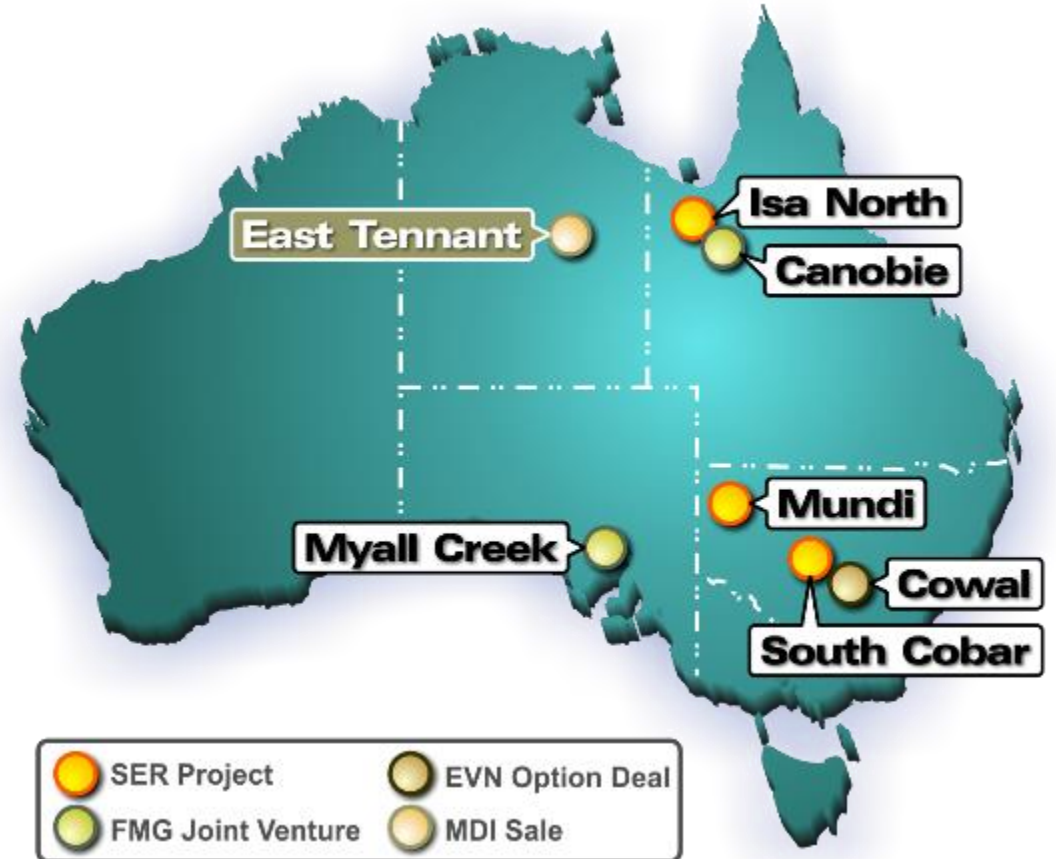 Isa North
East Tennant
Canobie
Mundi
Myall Creek
Cowal
South Cobar
SER Project
EVN Option Deal
FMG Joint Venture
MDI Sale